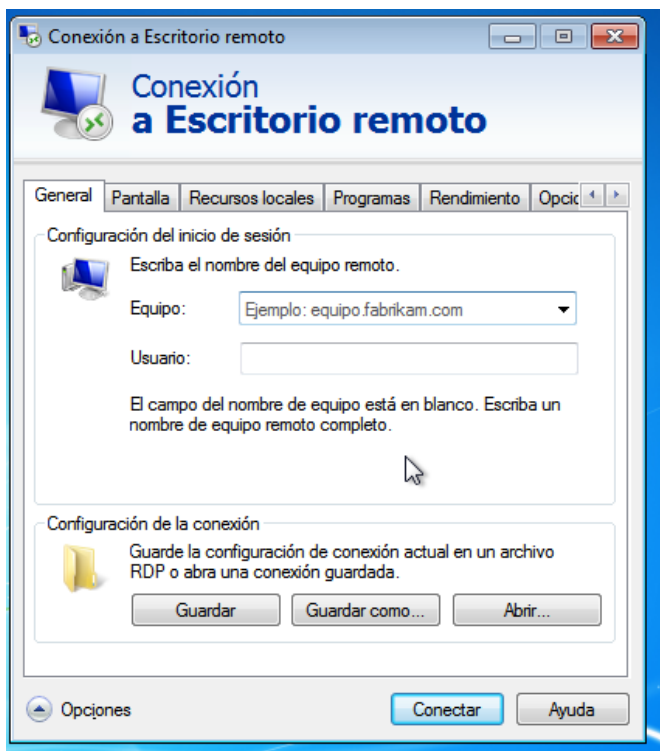 Conexión a Escritorio remoto
Conexión
a Escritorio remoto
General Pantalla Recursos locales Programas Rendimiento Opcic
Configuración del inicio de sesión
Escriba el nombre del equipo remoto.
Equipo: Ejemplo: equipo.fabrikam.com
Usuario:
El campo del nombre de equipo está en blanco. Escriba un
nombre de equipo remoto completo.
Configuración de la conexión
Guarde la configuración de conexión actual en un archivo
RDP o abra una conexión guardada.
Guardar Guardar como... Abrir...
Opciones Conectar Ayuda